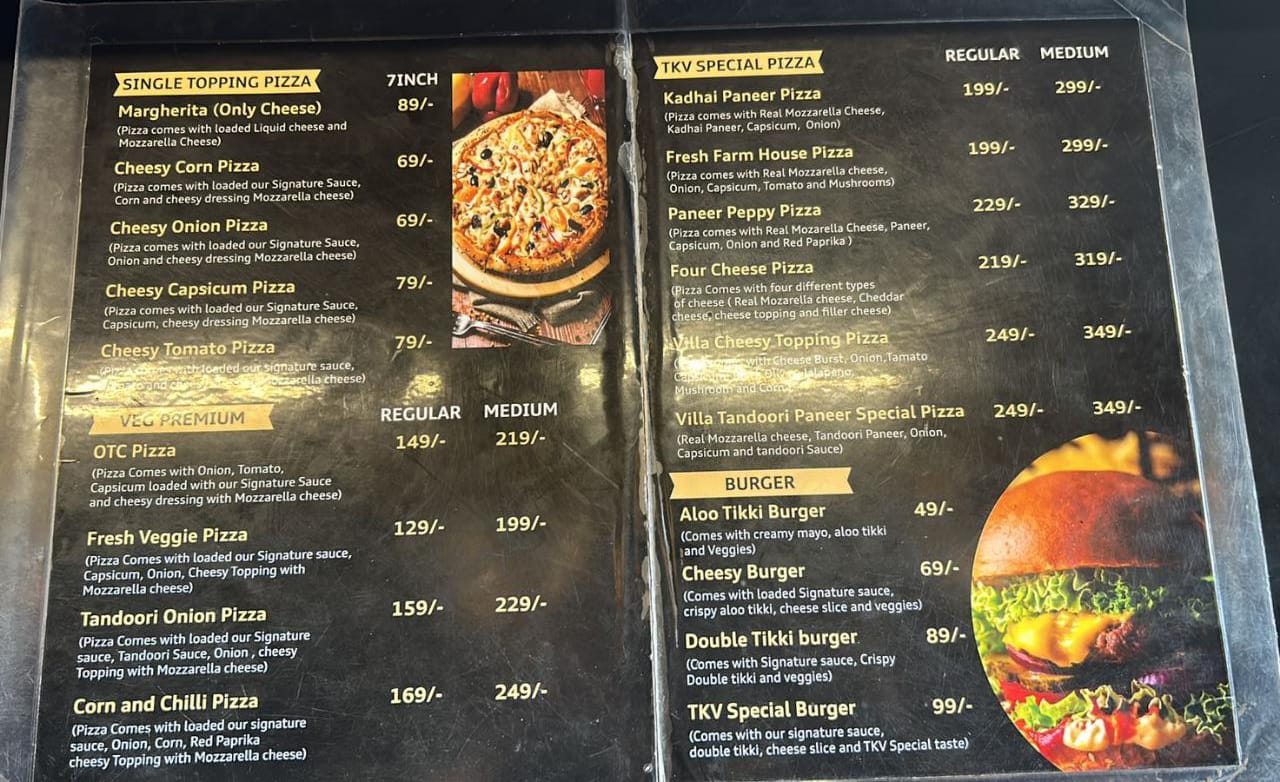 SINGLE TOPPING PIZZA 7INCH
Margherita (Only Cheese) 89/-
(Pizza comes with loaded Liquid cheese and
Mozzarella Cheese)
Cheesy Corn Pizza 69/-
(Pizza comes with loaded our Signature Sauce,
Corn and cheesy dressing Mozzarella cheese)
Cheesy Onion Pizza 69/-
(Pizza comes with loaded our Signature Sauce,
Onion and cheesy dressing Mozzarella cheese)
Cheesy Capsicum Pizza 79/-
(Pizza comes with loaded our Signature Sauce,
Capsicum, cheesy dressing Mozzarella cheese)
Cheesy Tomato Pizza 79/-
(Pizza comes with loaded our signature sauce,
and Mozzarella cheese)
VEG PREMIUM REGULAR MEDIUM
OTC Pizza 149/- 219/-
(Pizza Comes with Onion, Tomato,
Capsicum loaded with our Signature Sauce
and cheesy dressing with Mozzarella cheese)
Fresh Veggie Pizza 129/- 199/-
(Pizza Comes with loaded our Signature sauce,
Capsicum, Onion, Cheesy Topping with
Mozzarella cheese)
Tandoori Onion Pizza 159/- 229/-
(Pizza Comes with loaded our Signature
sauce, Tandoori Sauce, Onion , cheesy
Topping with Mozzarella cheese)
Corn and Chilli Pizza 169/- 249/-
(Pizza Comes with loaded our signature
sauce, Onion, Corn, Red Paprika
cheesy Topping with Mozzarella cheese)
TKV SPECIAL PIZZA REGULAR MEDIUM
Kadhai Paneer Pizza 199/- 299/-
(Pizza comes with Real Mozzarella Cheese,
Kadhai Paneer, Capsicum, Onion)
Fresh Farm House Pizza 199/- 299/-
(Pizza comes with Real Mozzarella cheese,
Onion, Capsicum, Tomato and Mushrooms)
Paneer Peppy Pizza 229/- 329/-
(Pizza comes with Real Mozarella Cheese, Paneer,
Capsicum, Onion and Red Paprika )
Four Cheese Pizza 219/- 319/-
(Pizza Comes with four different types
of cheese ( Real Mozarella cheese, Cheddar
cheese, cheese topping and filler cheese)
Villa Cheesy Topping Pizza 249/- 349/-
with Cheese Burst, Onion,Tomato
Jalapeno,
Mushroom and Corn
Villa Tandoori Paneer Special Pizza 249/- 349/-
(Real Mozzarella cheese, Tandoori Paneer, Onion,
Capsicum and tandoori Sauce)
BURGER
Aloo Tikki Burger 49/-
(Comes with creamy mayo, aloo tikki
and Veggies)
Cheesy Burger 69/-
(Comes with loaded Signature sauce,
crispy aloo tikki, cheese slice and veggies)
Double Tikki burger 89/-
(Comes with Signature sauce, Crispy
Double tikki and veggies)
TKV Special Burger 99/-
(Comes with our signature sauce,
double tikki, cheese slice and TKV Special taste)